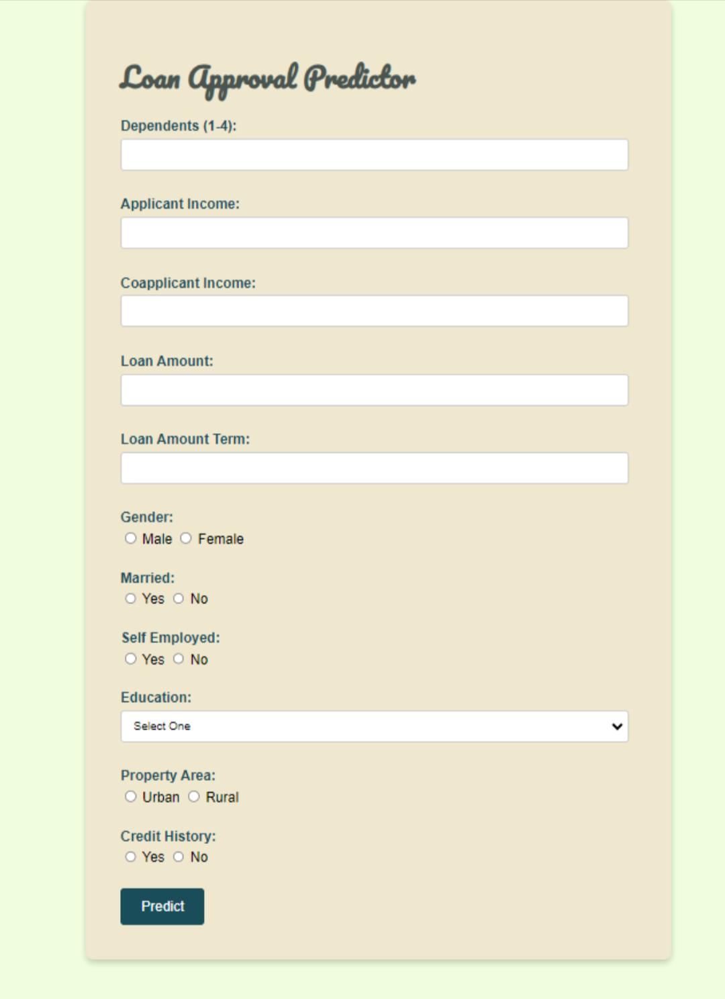 Loan Approval Predictor
Dependents (1-4):
Applicant Income:
Coapplicant Income:
Loan Amount:
Loan Amount Term:
Gender:
Male Female
Married:
Yes No
Self Employed:
Yes No
Education:
Select One
Property Area:
Urban Rural
Credit History:
Yes No
Predict